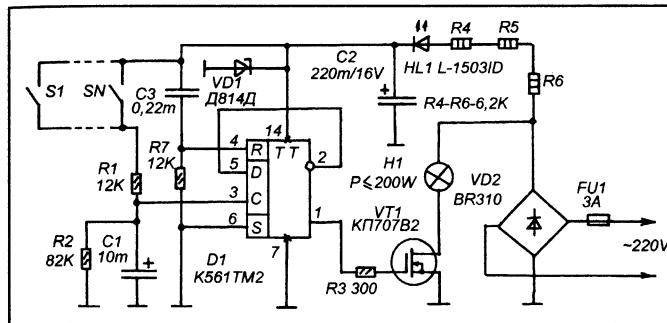 S1
SN
C3
0,22m
VD1
Д814Д
C2
220m/16V
HL1 L-1503ID
R4
R5
R6
R4-R6-6,2K
R1
12K
R7
12K
14
4
5
3
6
R
D
C
S
T T
2
1
7
H1
P≤200W
VD2
BR310
FU1
3A
~220V
VT1
КП707В2
R2
82K
C1
10m
D1
К561ТМ2
R3 300